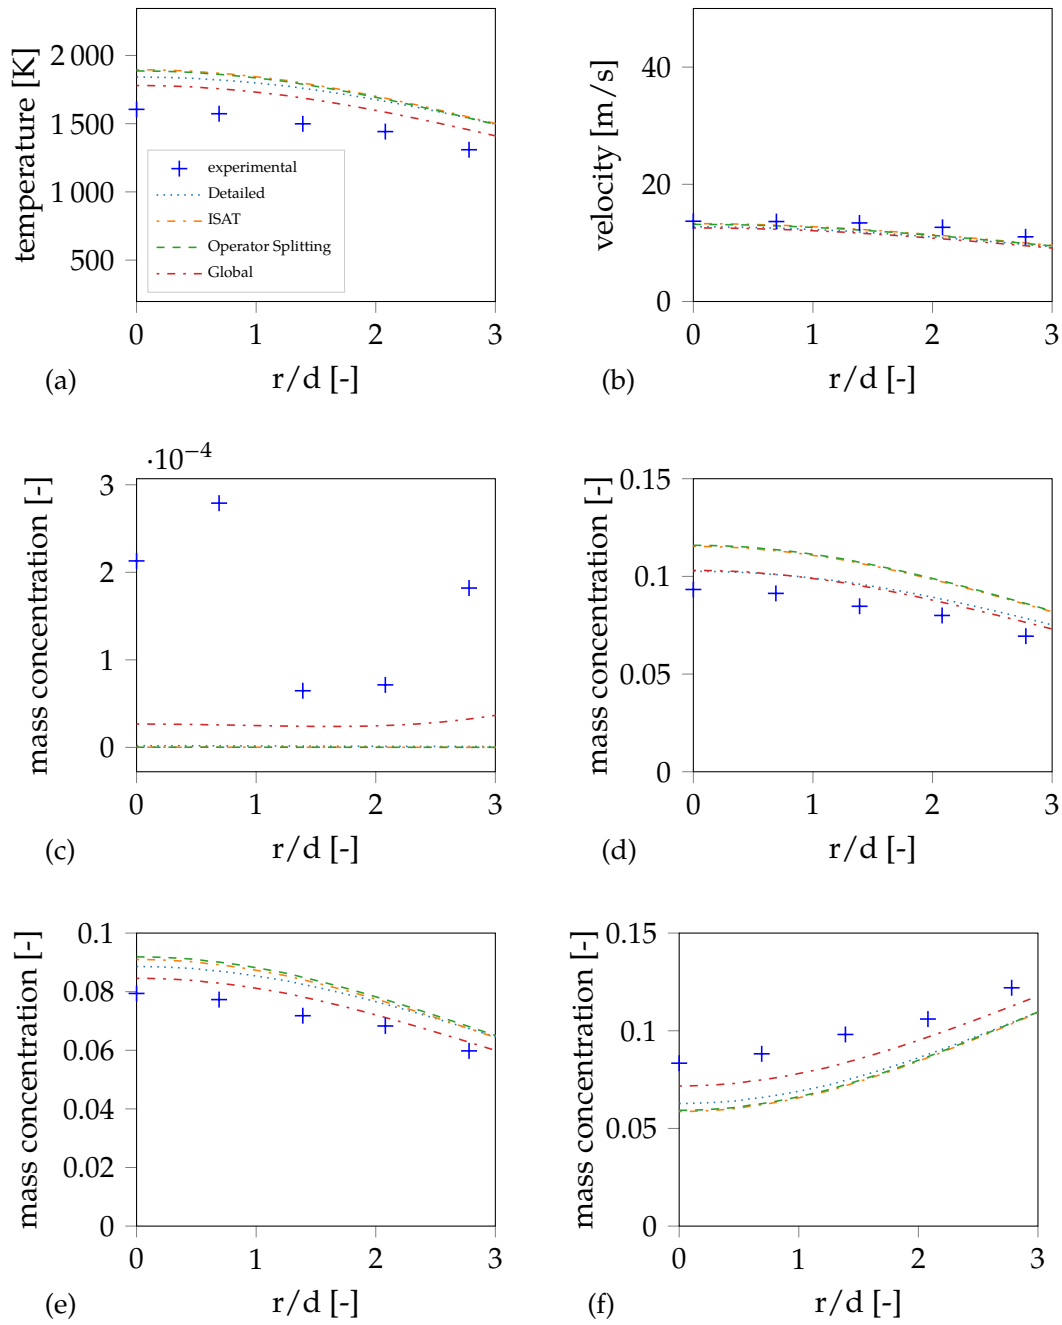 temperature [K]
2 000
1 500
1 000
500
experimental
Detailed
ISAT
Operator Splitting
Global
0 1 2 3
r/d [-]
(a)
velocity [m/s]
40
20
0
0 1 2 3
r/d [-]
(b)
·10−4
mass concentration [-]
3
2
1
0
0 1 2 3
r/d [-]
(c)
mass concentration [-]
0.15
0.1
0.05
0
0 1 2 3
r/d [-]
(d)
mass concentration [-]
0.1
0.08
0.06
0.04
0.02
0
0 1 2 3
r/d [-]
(e)
mass concentration [-]
0.15
0.1
0.05
0
0 1 2 3
r/d [-]
(f)